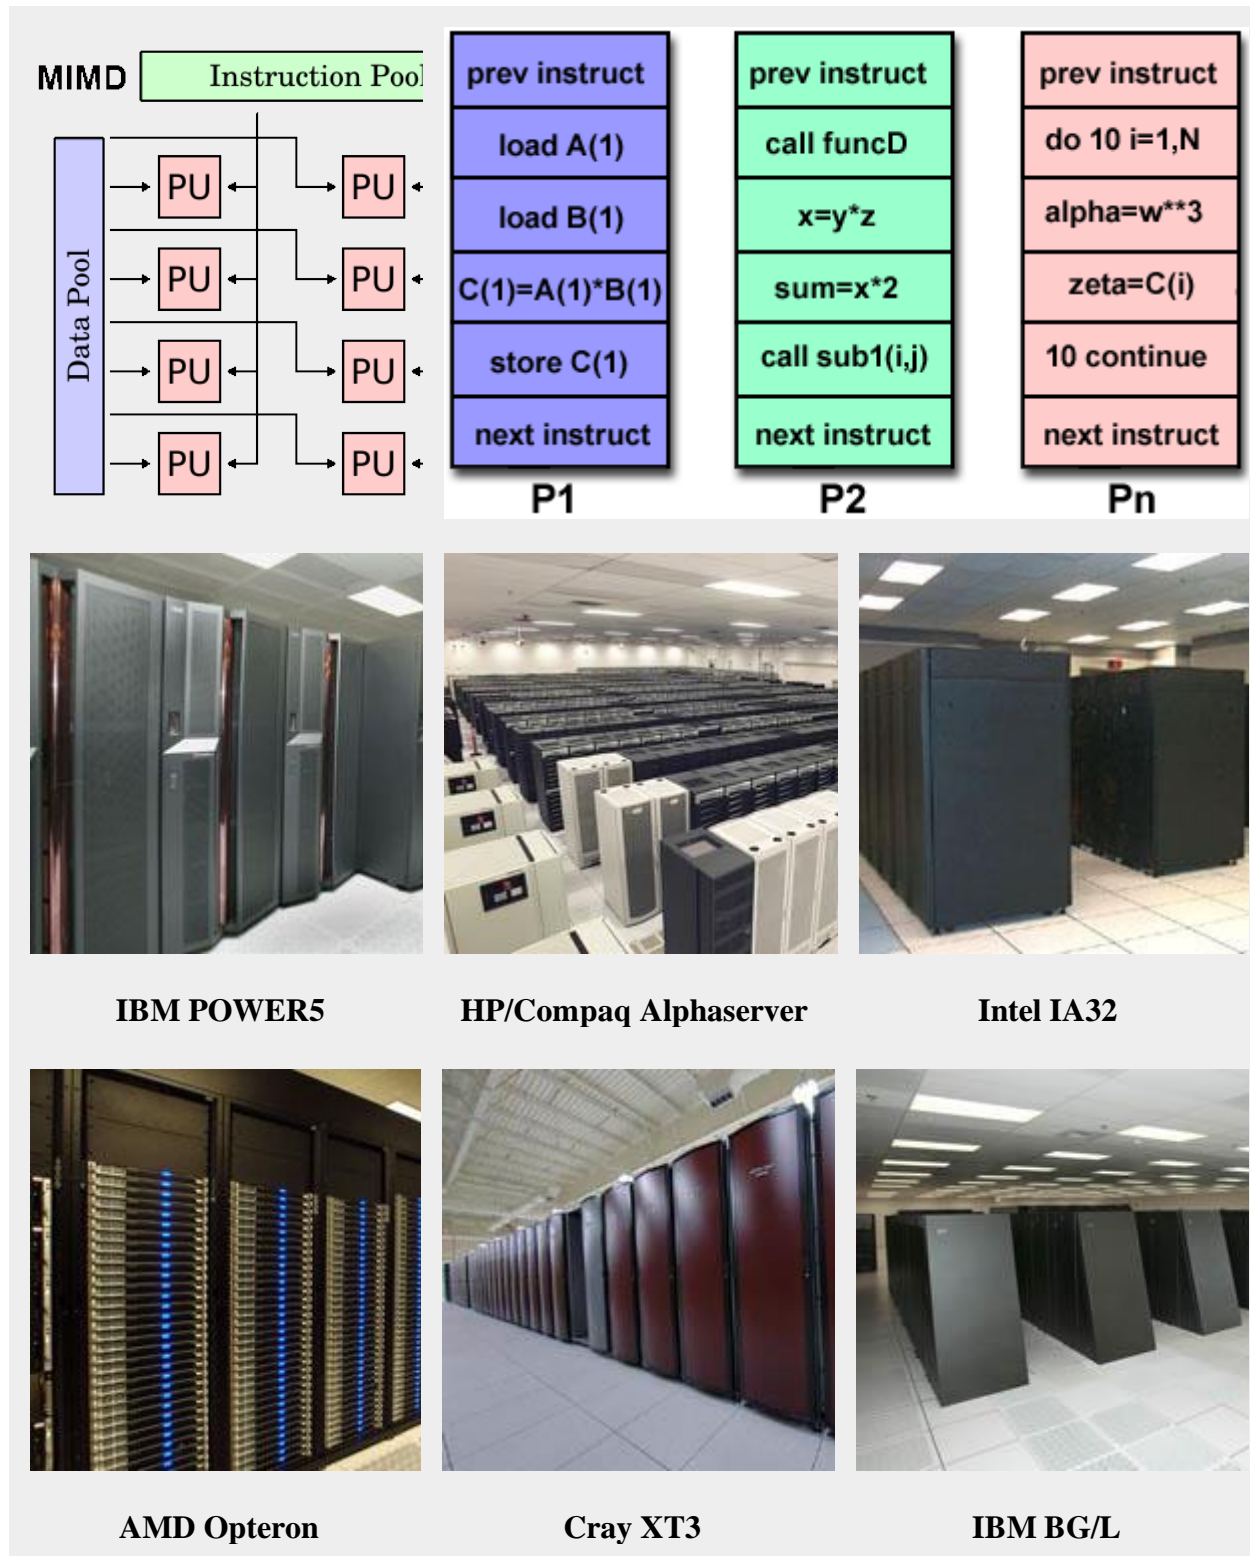 MIMD
Instruction Pool
Data Pool
PU PU
PU PU
PU PU
PU PU
prev instruct
load A(1)
load B(1)
C(1)=A(1)*B(1)
store C(1)
next instruct
P1
prev instruct
call funcD
x=y*z
sum=x*2
call sub1(i,j)
next instruct
P2
prev instruct
do 10 i=1,N
alpha=w**3
zeta=C(i)
10 continue
next instruct
Pn
IBM POWER5
HP/Compaq Alphaserver
Intel IA32
AMD Opteron
Cray XT3
IBM BG/L